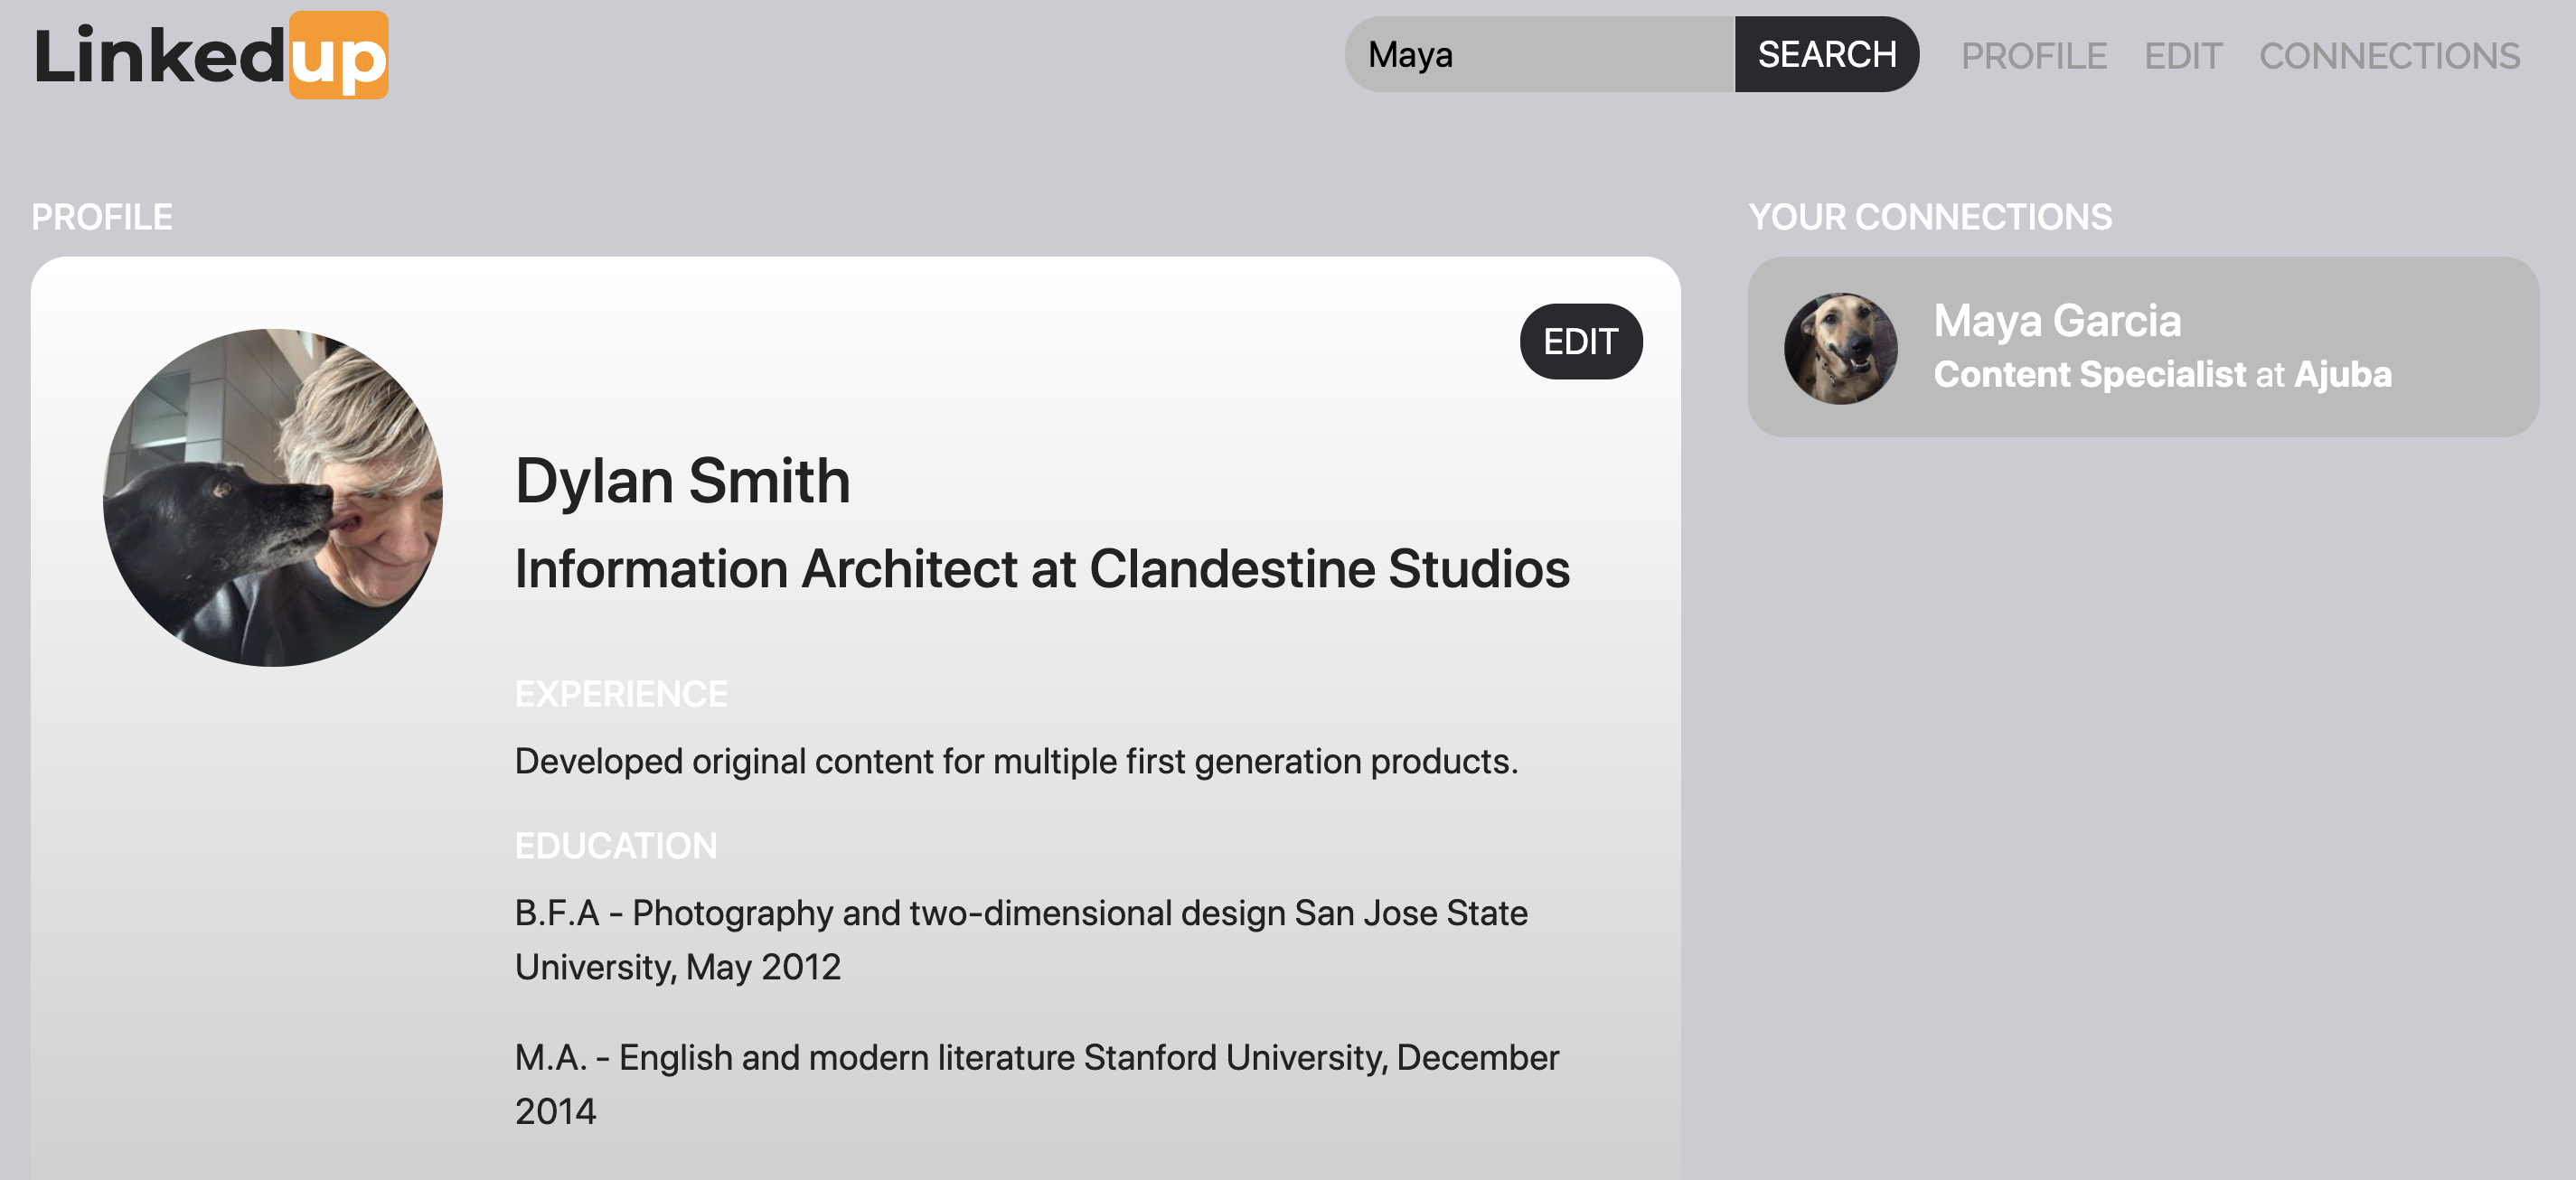 Linkedup
Maya
SEARCH
PROFILE
EDIT
CONNECTIONS
PROFILE
EDIT
Dylan Smith
Information Architect at Clandestine Studios
EXPERIENCE
Developed original content for multiple first generation products.
EDUCATION
B.F.A - Photography and two-dimensional design San Jose State
University, May 2012
M.A. - English and modern literature Stanford University, December
2014
YOUR CONNECTIONS
Maya Garcia
Content Specialist at Ajuba